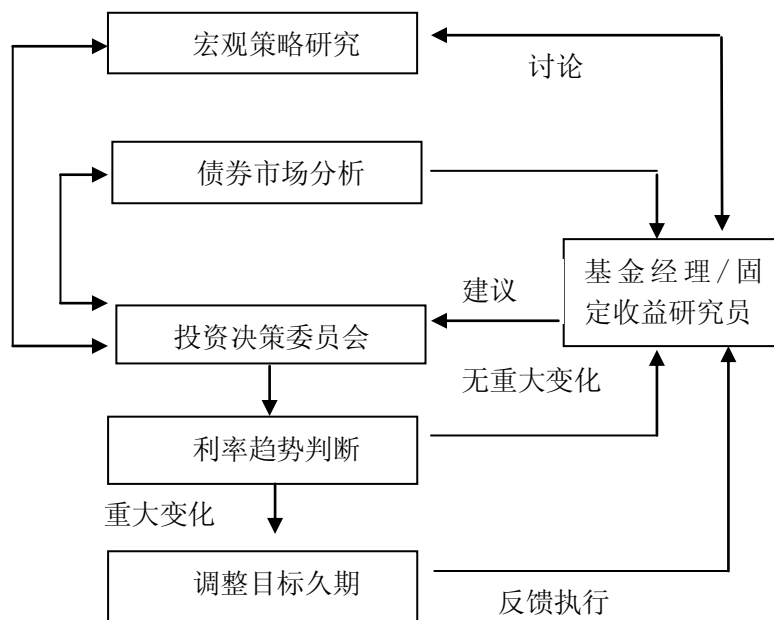 宏观策略研究
讨论
债券市场分析
基金经理/固
定收益研究员
建议
投资决策委员会
无重大变化
利率趋势判断
重大变化
调整目标久期
反馈执行